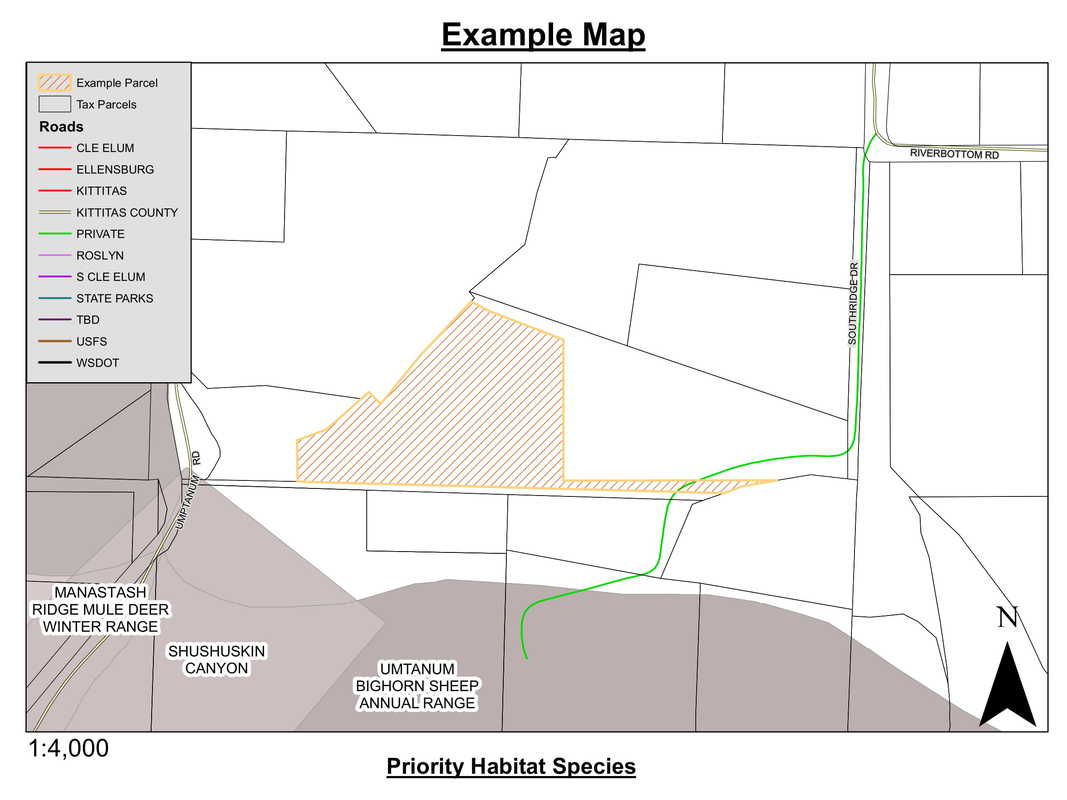 Example Map
Example Parcel
Tax Parcels
Roads
CLE ELUM
ELLENSBURG
KITTITAS
KITTITAS COUNTY
PRIVATE
ROSLYN
S CLE ELUM
STATE PARKS
TBD
USFS
WSDOT
RIVERBOTTOM RD
SOUTHRIDGE DR
UMPTANUM RD
MANASTASH
RIDGE MULE DEER
WINTER RANGE
SHUSHUSKIN
CANYON
UMTANUM
BIGHORN SHEEP
ANNUAL RANGE
N
1:4,000
Priority Habitat Species